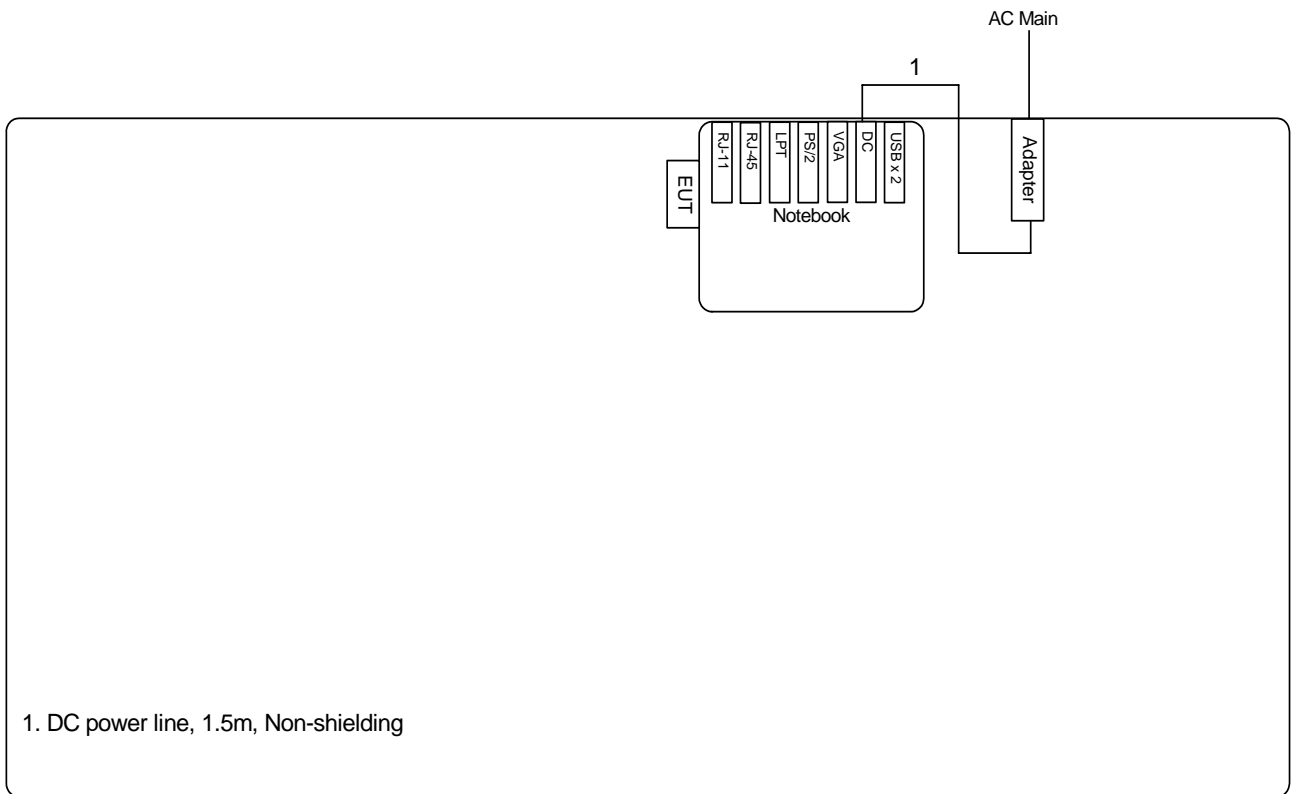 AC Main
1
RJ-11
RJ-45
LPT
PS/2
VGA
DC
USB x 2
Adapter
EUT
Notebook
1. DC power line, 1.5m, Non-shielding